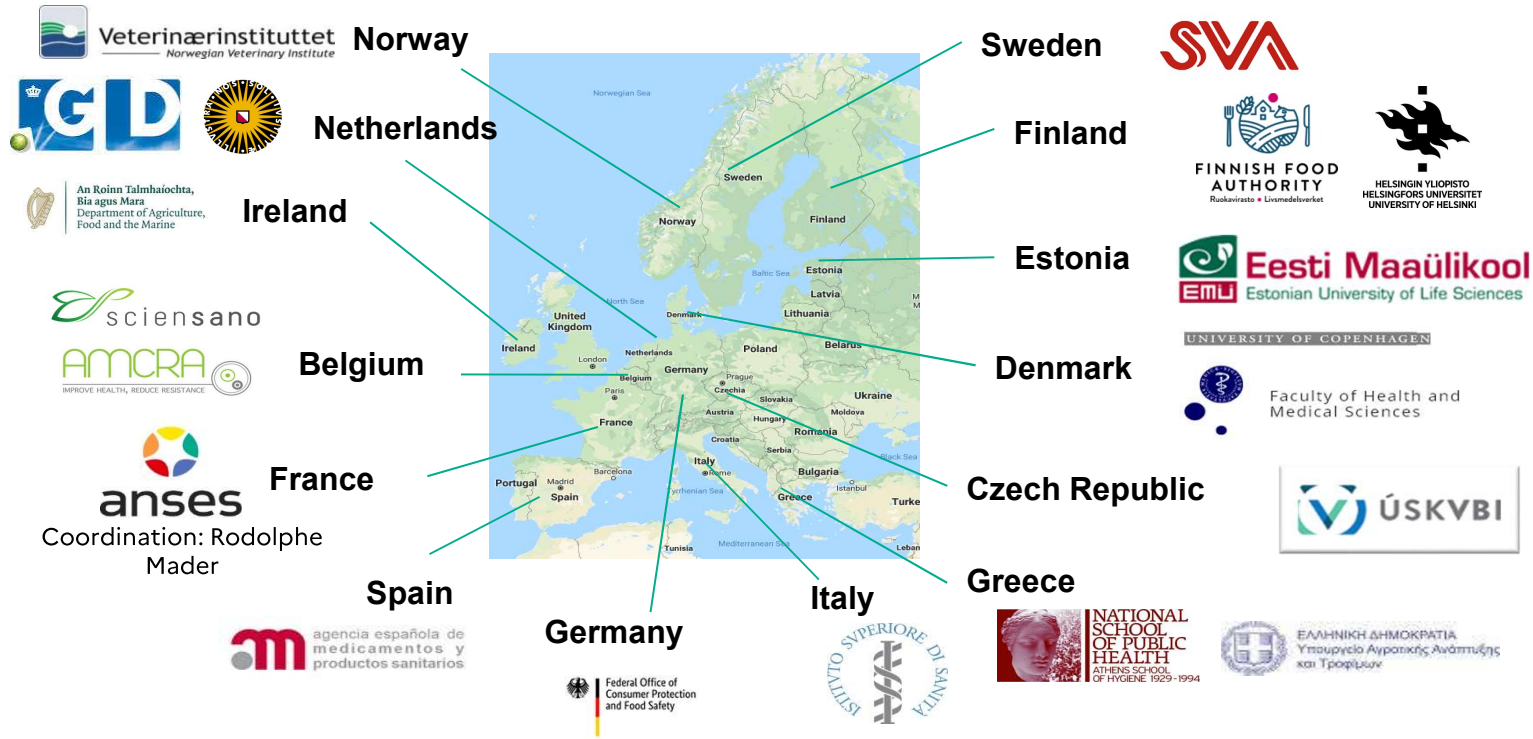 Veterinærinstituttet
Norwegian Veterinary Institute
Norway
GD
Netherlands
An Roinn Talmhaíochta,
Bia agus Mara
Department of Agriculture,
Food and the Marine
Ireland
sciensano
AMCRA
IMPROVE HEALTH, REDUCE RESISTANCE
Belgium
anses
France
Coordination: Rodolphe
Mader
Spain
agencia española de
medicamentos y
productos sanitarios
Germany
Federal Office of
Consumer Protection
and Food Safety
Italy
ISTITVTO SVPERIORE DI SANITÀ
Greece
NATIONAL
SCHOOL
OF PUBLIC
HEALTH
ATHENS SCHOOL
OF HYGIENE 1929-1994
ΕΛΛΗΝΙΚΗ ΔΗΜΟΚΡΑΤΙΑ
Υπουργείο Αγροτικής Ανάπτυξης
και Τροφίμων
Czech Republic
ÚSKVBL
Denmark
UNIVERSITY OF COPENHAGEN
Faculty of Health and
Medical Sciences
Estonia
EMÜ
Eesti Maaülikool
Estonian University of Life Sciences
Finland
FINNISH FOOD
AUTHORITY
Ruokavirasto • Livsmedelsverket
HELSINGIN YLIOPISTO
HELSINGFORS UNIVERSITET
UNIVERSITY OF HELSINKI
Sweden
SVA
Norwegian Sea
Sweden
Norway
Finland
Baltic Sea
Estonia
Latvia
Lithuania
North Sea
Denmark
United
Kingdom
Ireland
London
Netherlands
Poland
Belarus
Germany
Belgium
Prague
Czechia
Paris
Slovakia
Ukraine
Austria
Hungary
Moldova
France
Romania
Croatia
Serbia
Italy
Rome
Bulgaria
Black Sea
Barcelona
Portugal
Madrid
Spain
Tyrrhenian Sea
Istanbul
Greece
Turke
Tunisia
Mediterranean Sea
Leban